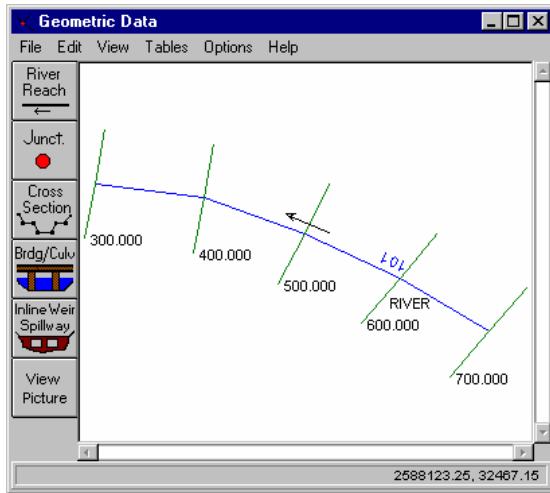 Geometric Data
File Edit View Tables Options Help
River
Reach
Junct.
Cross
Section
Brdg/Culv
Inline Weir
Spillway
View
Picture
300.000
400.000
500.000
101
RIVER
600.000
700.000
2588123.25, 32467.15